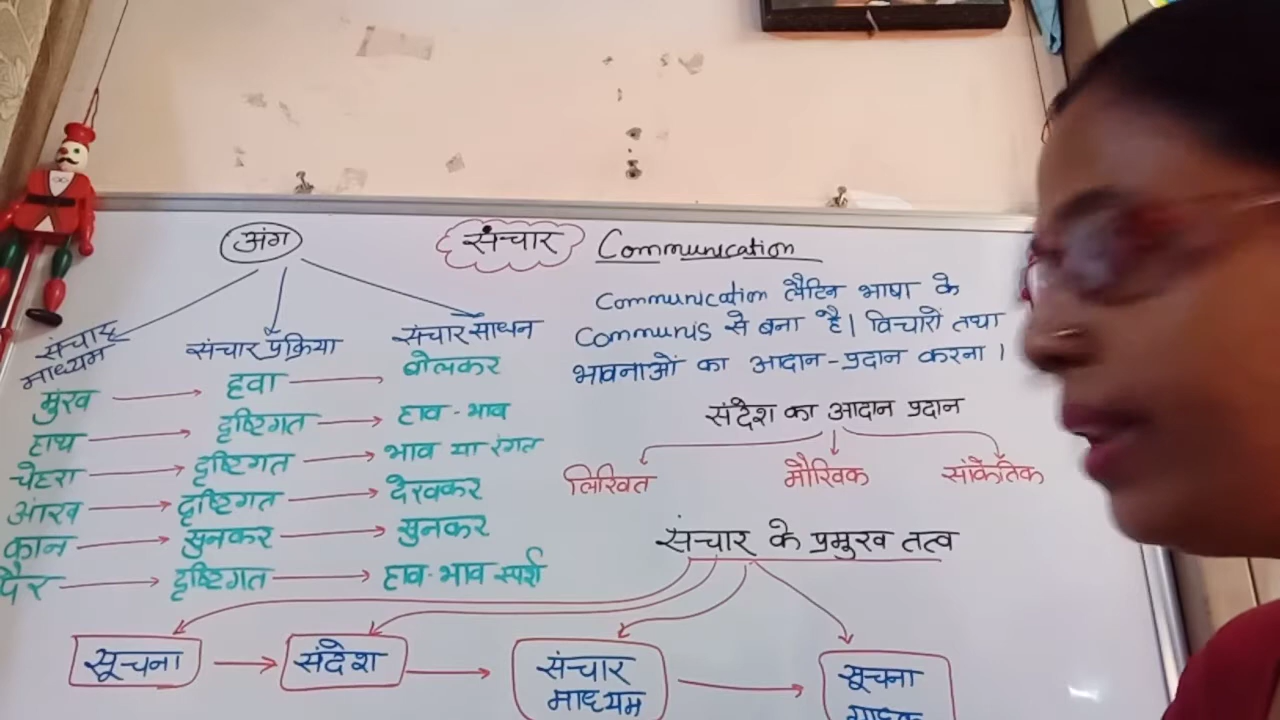 संचार Communication
Communication लैटिन भाषा के
Communis से बना है। विचारों तथा
भावनाओं का आदान-प्रदान करना।
संदेश का आदान प्रदान
लिखित मौखिक सांकेतिक
अंग
संचार माध्यम संचार प्रक्रिया संचार साधन
मुख हवा बोलकर
हाथ दृष्टिगत हाव-भाव
चेहरा दृष्टिगत भाव या रंगत
आंख दृष्टिगत देखकर
कान सुनकर सुनकर
पैर दृष्टिगत हाव-भाव स्पर्श
संचार के प्रमुख तत्व
सूचना संदेश संचार सूचना
माध्यम